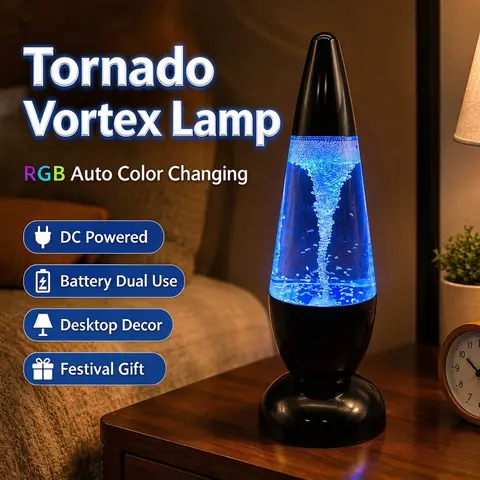 Tornado
Vortex Lamp
RGB Auto Color Changing
DC Powered
Battery Dual Use
Desktop Decor
Festival Gift